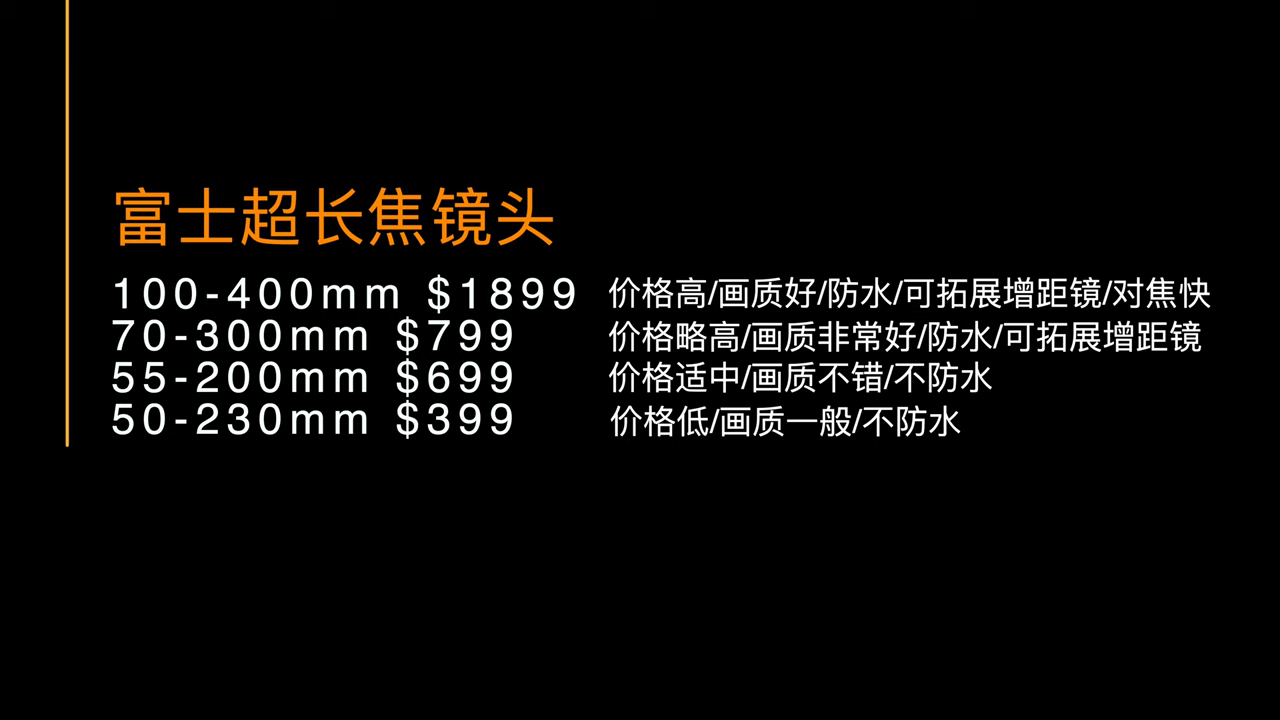 富士超长焦镜头
100-400mm $1899 价格高/画质好/防水/可拓展增距镜/对焦快
70-300mm $799 价格略高/画质非常好/防水/可拓展增距镜
55-200mm $699 价格适中/画质不错/不防水
50-230mm $399 价格低/画质一般/不防水